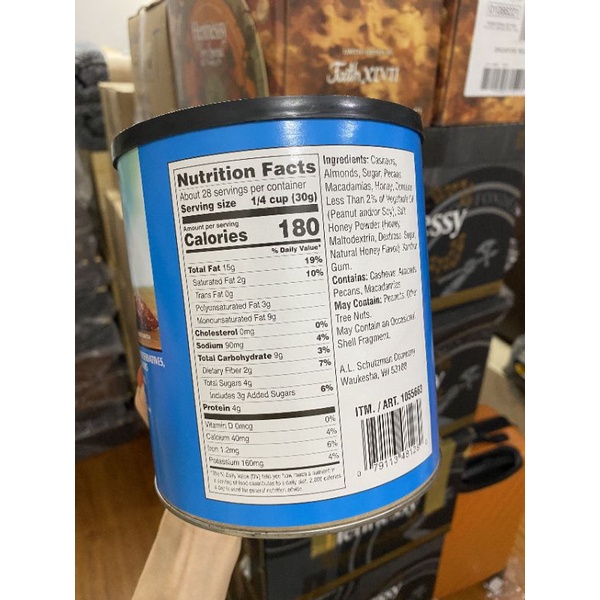 Nutrition Facts
About 28 servings per container
Serving size 1/4 cup (30g)
Amount per serving
Calories 180
% Daily Value*
Total Fat 15g 19%
Saturated Fat 2g 10%
Trans Fat 0g
Polyunsaturated Fat 3g
Monounsaturated Fat 9g
Cholesterol 0mg 0%
Sodium 90mg 4%
Total Carbohydrate 9g 3%
Dietary Fiber 2g 7%
Total Sugars 4g
Includes 3g Added Sugars 6%
Protein 4g
Vitamin D 0mcg 0%
Calcium 40mg 4%
Iron 1.2mg 6%
Potassium 160mg 4%
Ingredients: Cashews,
Almonds, Sugar, Pecans,
Macadamias, Honey,
Less Than 2% of Vegetable Oil
(Peanut and/or Soy), Salt,
Honey Powder (Honey,
Maltodextrin, Dextrose, Sugar,
Natural Honey Flavor), Xanthan
Gum.
Contains: Cashews, Almonds,
Pecans, Macadamias
May Contain: Peanuts, Other
Tree Nuts.
May Contain an Occasional
Shell Fragment.
A.L. Schutzman Company
Waukesha, WI 53188
ITM. / ART. 1055663